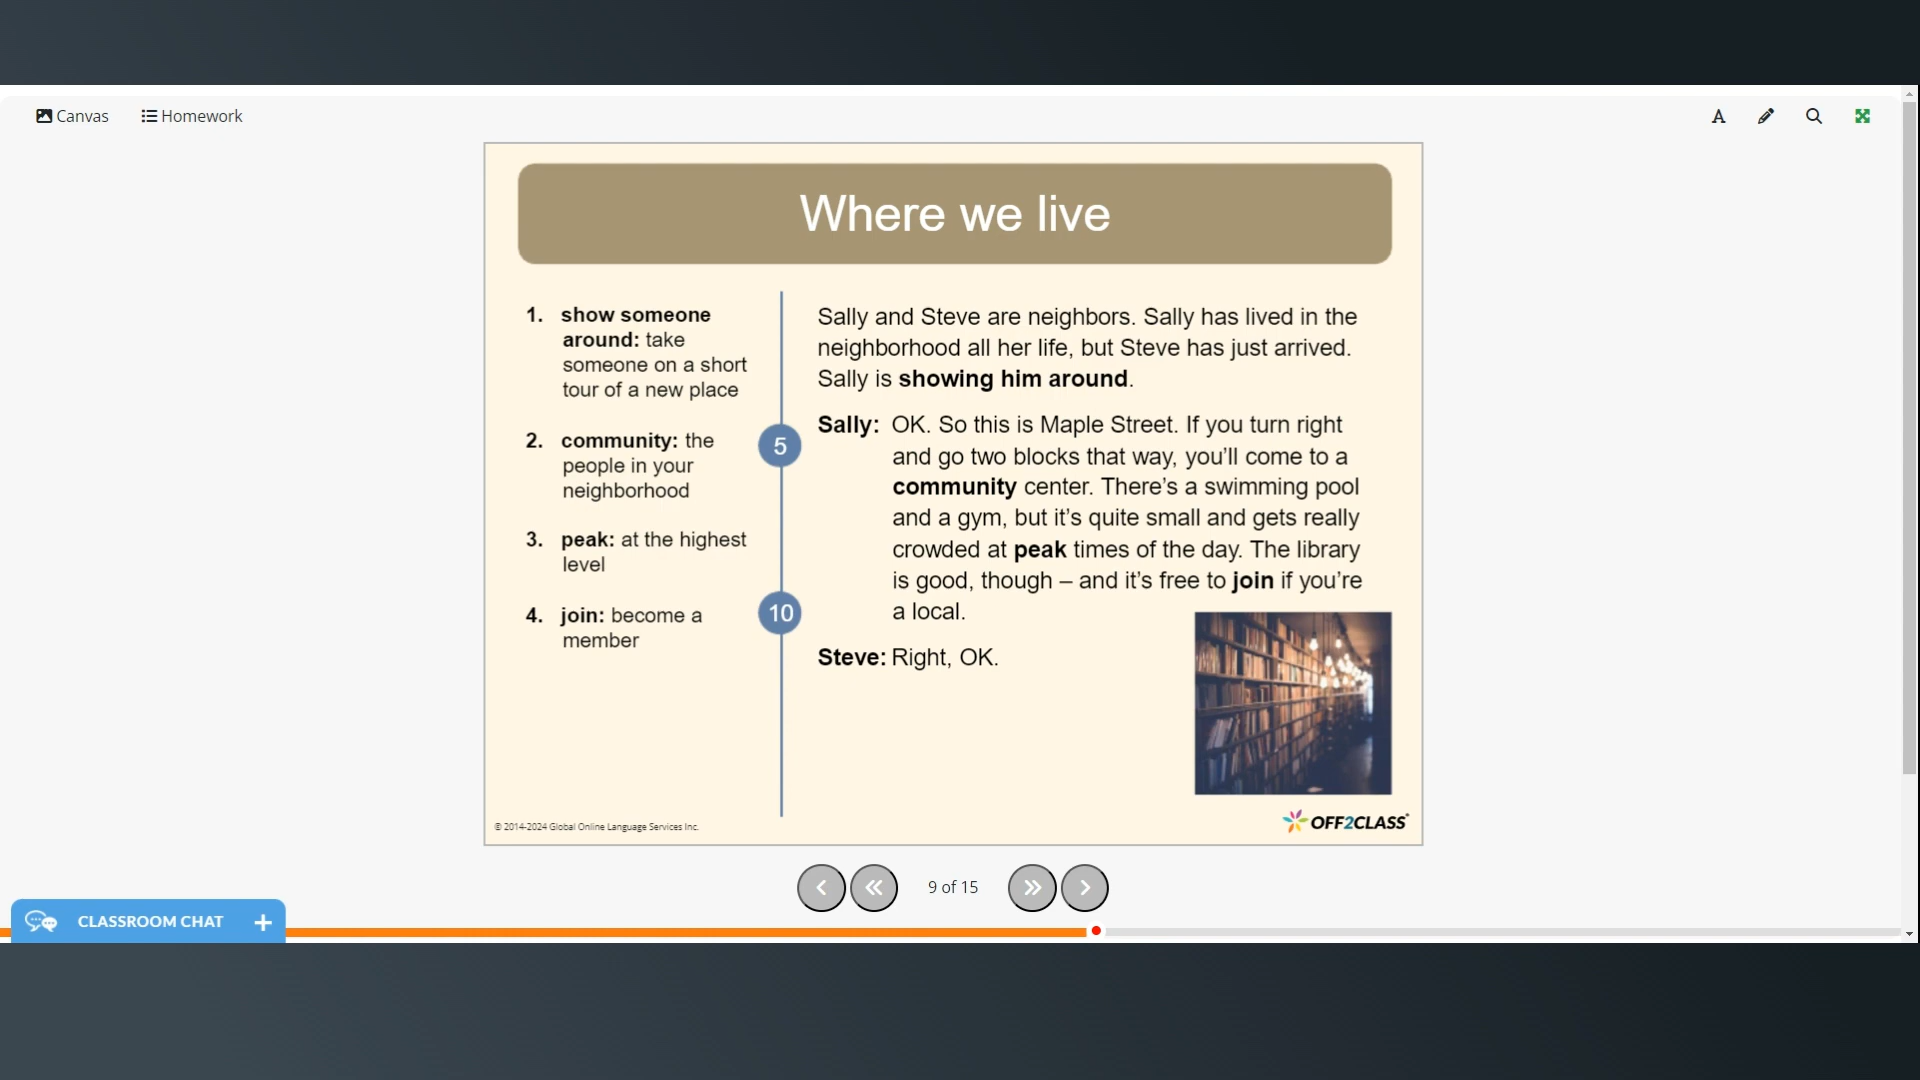 Canvas
Homework
A
Where we live
1. show someone
around: take
someone on a short
tour of a new place
2. community: the
people in your
neighborhood
3. peak: at the highest
level
4. join: become a
member
5
10
Sally and Steve are neighbors. Sally has lived in the
neighborhood all her life, but Steve has just arrived.
Sally is showing him around.
Sally: OK. So this is Maple Street. If you turn right
and go two blocks that way, you’ll come to a
community center. There’s a swimming pool
and a gym, but it’s quite small and gets really
crowded at peak times of the day. The library
is good, though – and it’s free to join if you’re
a local.
Steve: Right, OK.
© 2014-2024 Global Online Language Services Inc.
OFF2CLASS
9 of 15
CLASSROOM CHAT +